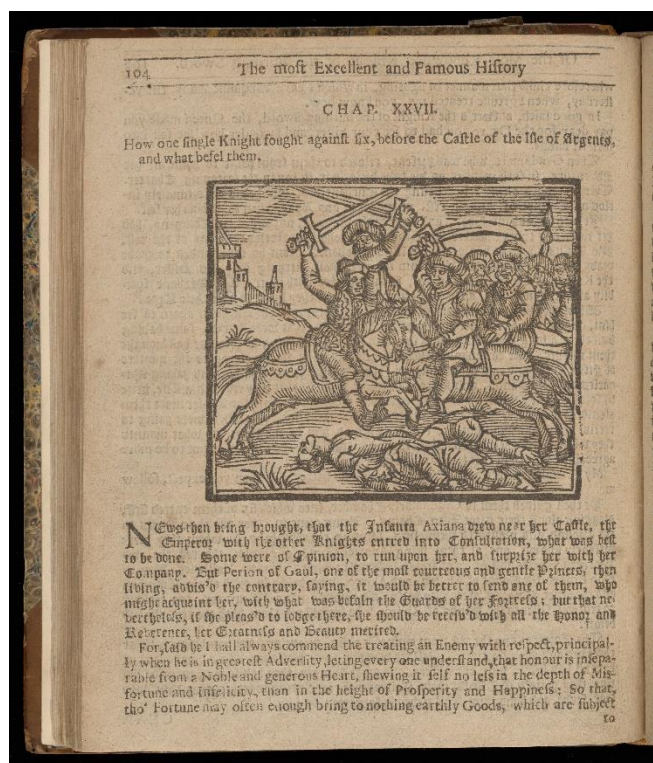 104 The moſt Excellent and Famous Hiſtory
CHAP. XXVII.
How one ſingle Knight fought againſt ſix, before the Caſtle of the Iſle of Argents,
and what befel them.
NEws then being brought, that the Infanta Axiana drew near her Caſtle, the
Emperor with the other Knights entred into Conſultation, what was beſt
to be done. Some were of Opinion, to run upon her, and ſurprize her with her
Company. But Perion of Gaul, one of the moſt courteous and gentle Princes, then
living, advis'd the contrary, ſaying, it would be better to ſend one of them, who
might acquaint her, with what was befaln the Guards of her Fortreſs; but that ne-
vertheleſs, if ſhe pleas'd to lodge there, ſhe ſhould be receiv'd with all the Honor and
Reverence, her Greatneſs and Beauty merited.
For, ſaid he I ſhall always commend the treating an Enemy with reſpect, principal-
ly when he is in greateſt Adverſity, leting every one underſtand, that honour is inſepa-
rable from a Noble and generous Heart, ſhewing it ſelf no leſs in the depth of Miſ-
fortune and infelicity, than in the height of Proſperity and Happineſs; So that,
tho' Fortune may often enough bring to nothing earthly Goods, which are ſubject
to